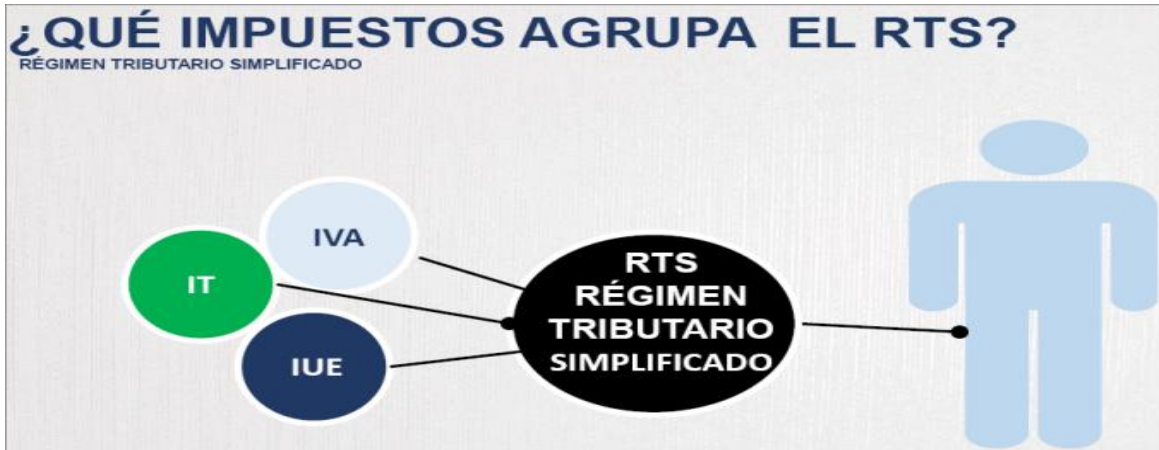 ¿QUÉ IMPUESTOS AGRUPA EL RTS?
RÉGIMEN TRIBUTARIO SIMPLIFICADO
IVA
IT
IUE
RTS
RÉGIMEN
TRIBUTARIO
SIMPLIFICADO